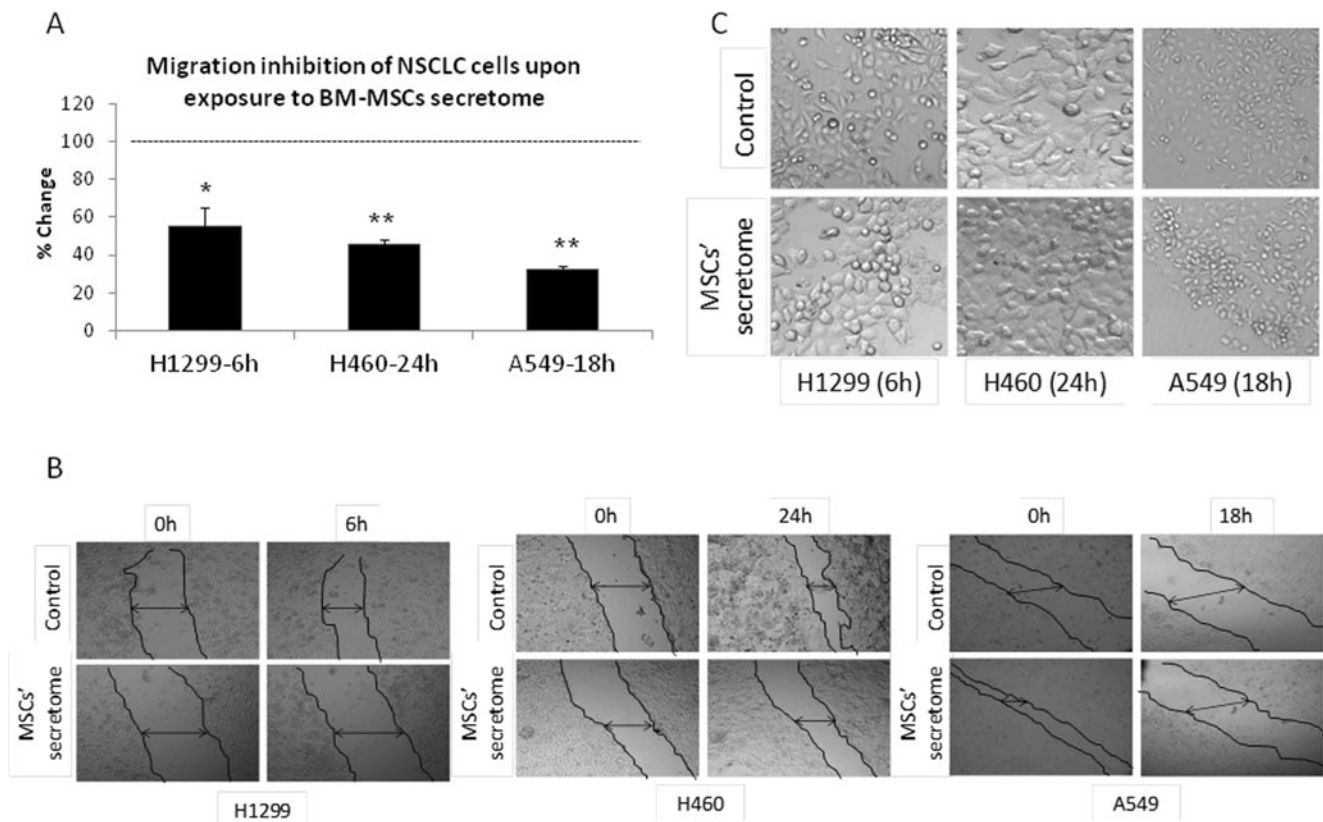 A
Migration inhibition of NSCLC cells upon
exposure to BM-MSCs secretome
% Change
120
100
80
60
40
20
0
*
**
**
H1299-6h
H460-24h
A549-18h
C
Control
MSCs'
secretome
H1299 (6h)
H460 (24h)
A549 (18h)
B
0h
6h
Control
MSCs'
secretome
H1299
0h
24h
Control
MSCs'
secretome
H460
0h
18h
Control
MSCs'
secretome
A549